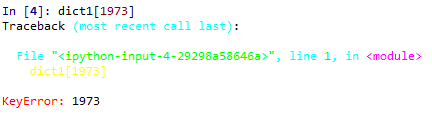 In [4]: dict1[1973]
Traceback (most recent call last):
File "<ipython-input-4-29298a58646a>", line 1, in <module>
dict1[1973]
KeyError: 1973